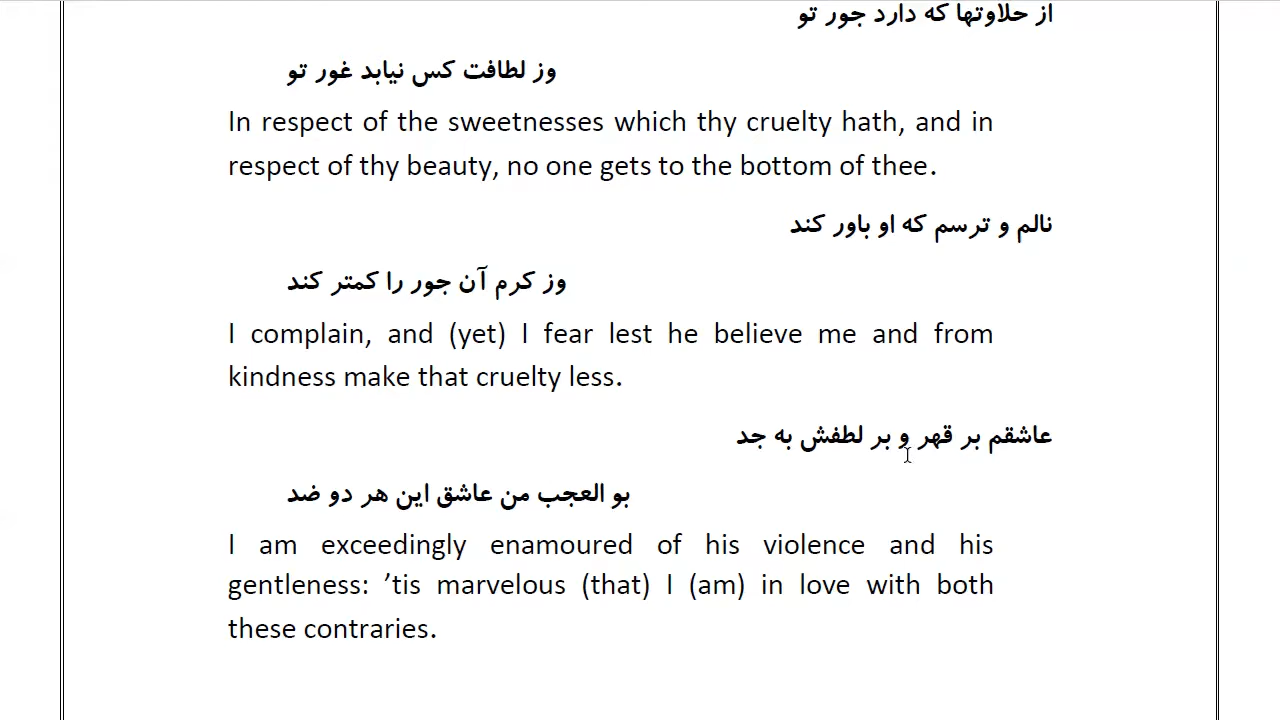 از حلاوتها که دارد جور تو
وز لطافت کس نیابد غور تو
In respect of the sweetnesses which thy cruelty hath, and in
respect of thy beauty, no one gets to the bottom of thee.
نالم و ترسم که او باور کند
وز کرم آن جور را کمتر کند
I complain, and (yet) I fear lest he believe me and from
kindness make that cruelty less.
عاشقم بر قهر و بر لطفش به جد
بو العجب من عاشق این هر دو ضد
I am exceedingly enamoured of his violence and his
gentleness: ’tis marvelous (that) I (am) in love with both
these contraries.